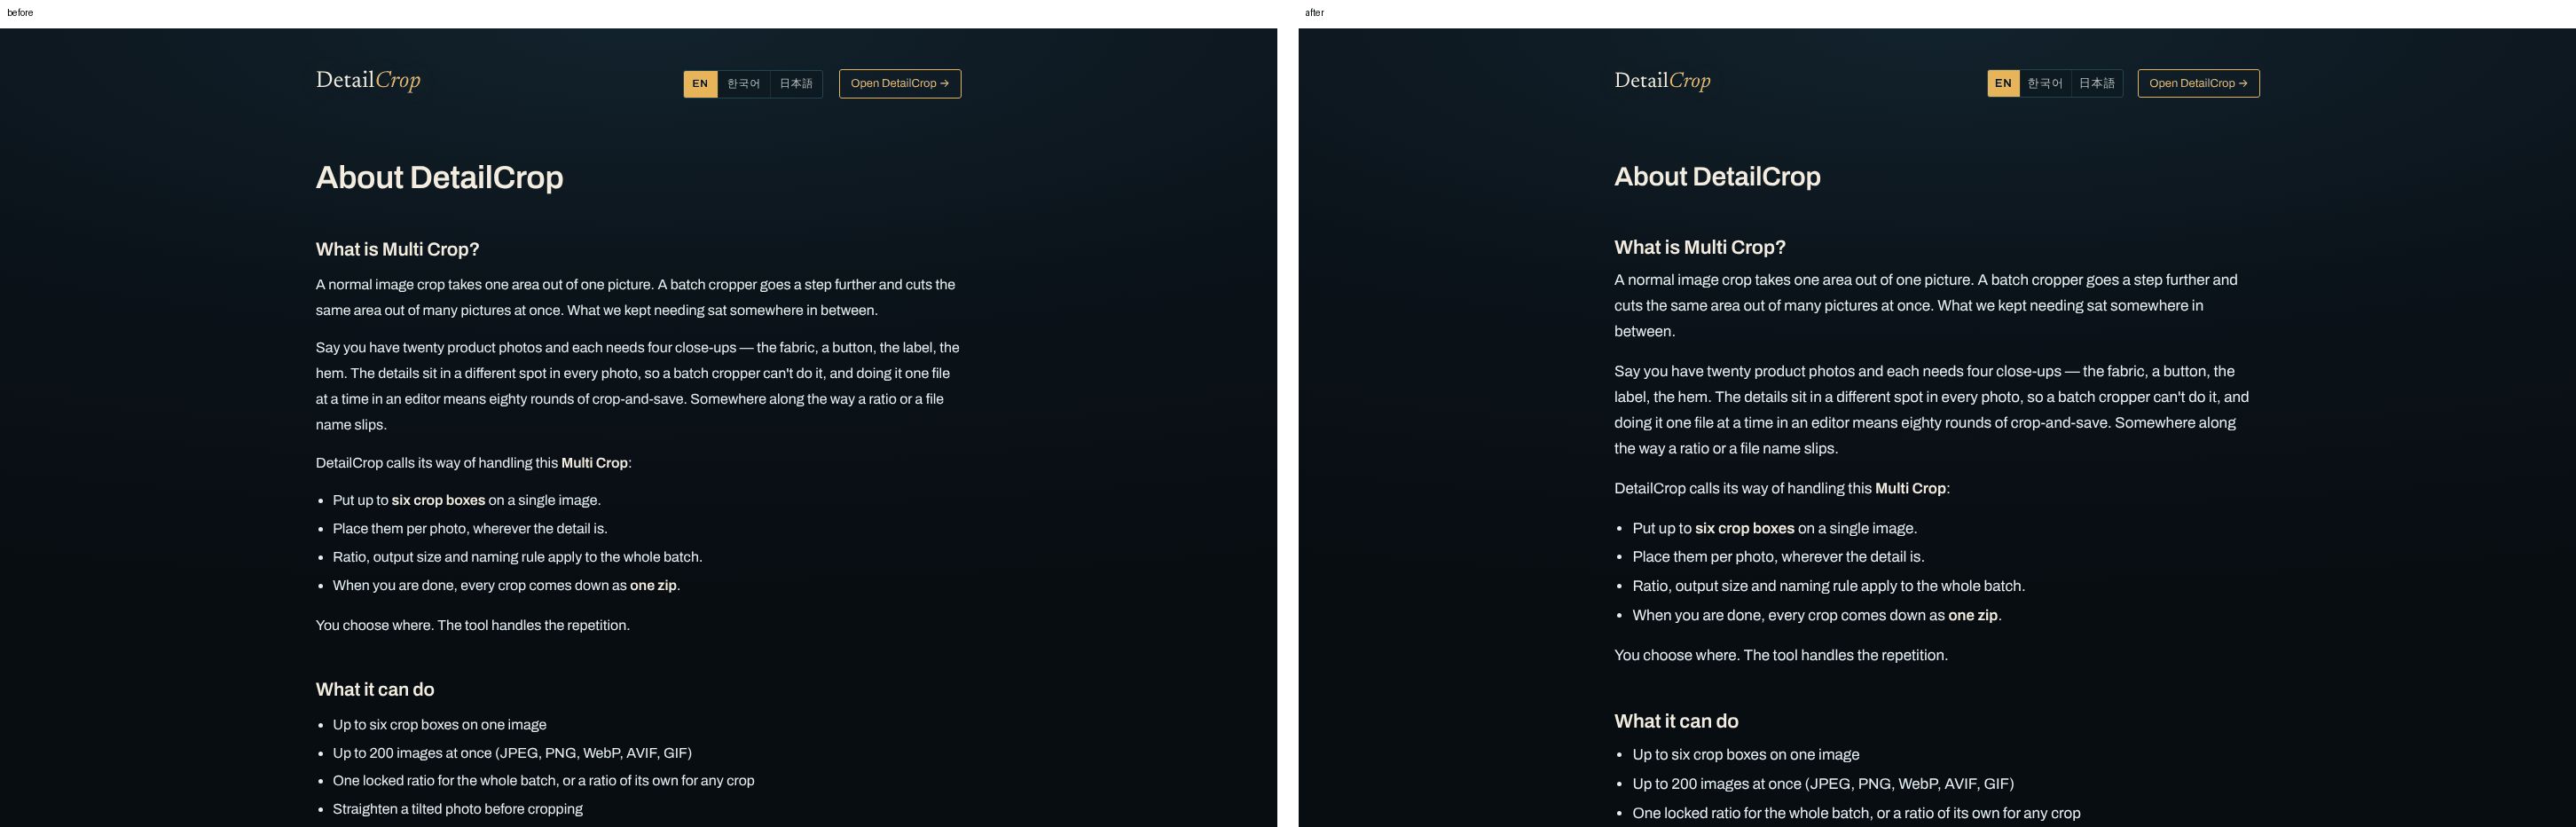 before
DetailCrop
EN 한국어 日本語 Open DetailCrop →
About DetailCrop
What is Multi Crop?
A normal image crop takes one area out of one picture. A batch cropper goes a step further and cuts the
same area out of many pictures at once. What we kept needing sat somewhere in between.
Say you have twenty product photos and each needs four close-ups — the fabric, a button, the label, the
hem. The details sit in a different spot in every photo, so a batch cropper can't do it, and doing it one file
at a time in an editor means eighty rounds of crop-and-save. Somewhere along the way a ratio or a file
name slips.
DetailCrop calls its way of handling this Multi Crop:
• Put up to six crop boxes on a single image.
• Place them per photo, wherever the detail is.
• Ratio, output size and naming rule apply to the whole batch.
• When you are done, every crop comes down as one zip.
You choose where. The tool handles the repetition.
What it can do
• Up to six crop boxes on one image
• Up to 200 images at once (JPEG, PNG, WebP, AVIF, GIF)
• One locked ratio for the whole batch, or a ratio of its own for any crop
• Straighten a tilted photo before cropping
after
DetailCrop
EN 한국어 日本語 Open DetailCrop →
About DetailCrop
What is Multi Crop?
A normal image crop takes one area out of one picture. A batch cropper goes a step further and
cuts the same area out of many pictures at once. What we kept needing sat somewhere in
between.
Say you have twenty product photos and each needs four close-ups — the fabric, a button, the
label, the hem. The details sit in a different spot in every photo, so a batch cropper can't do it, and
doing it one file at a time in an editor means eighty rounds of crop-and-save. Somewhere along
the way a ratio or a file name slips.
DetailCrop calls its way of handling this Multi Crop:
• Put up to six crop boxes on a single image.
• Place them per photo, wherever the detail is.
• Ratio, output size and naming rule apply to the whole batch.
• When you are done, every crop comes down as one zip.
You choose where. The tool handles the repetition.
What it can do
• Up to six crop boxes on one image
• Up to 200 images at once (JPEG, PNG, WebP, AVIF, GIF)
• One locked ratio for the whole batch, or a ratio of its own for any crop